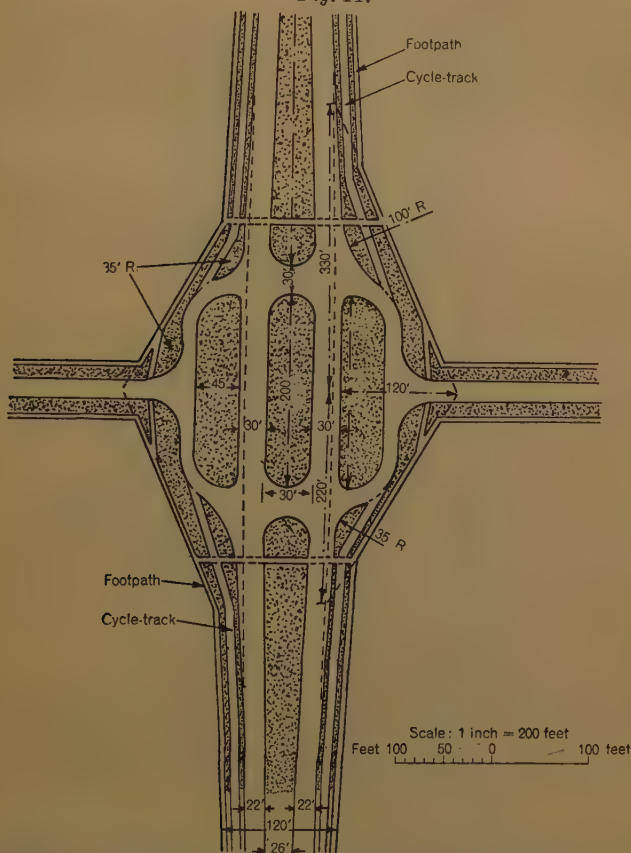 Footpath
Cycle-track
100' R
35' R.
30'
330'
45'
200'
120'
30'
30'
30'
220'
35 R
Footpath
Cycle-track
Scale: 1 inch = 200 feet
Feet 100 50 0 100 feet
22'
22'
120'
26'